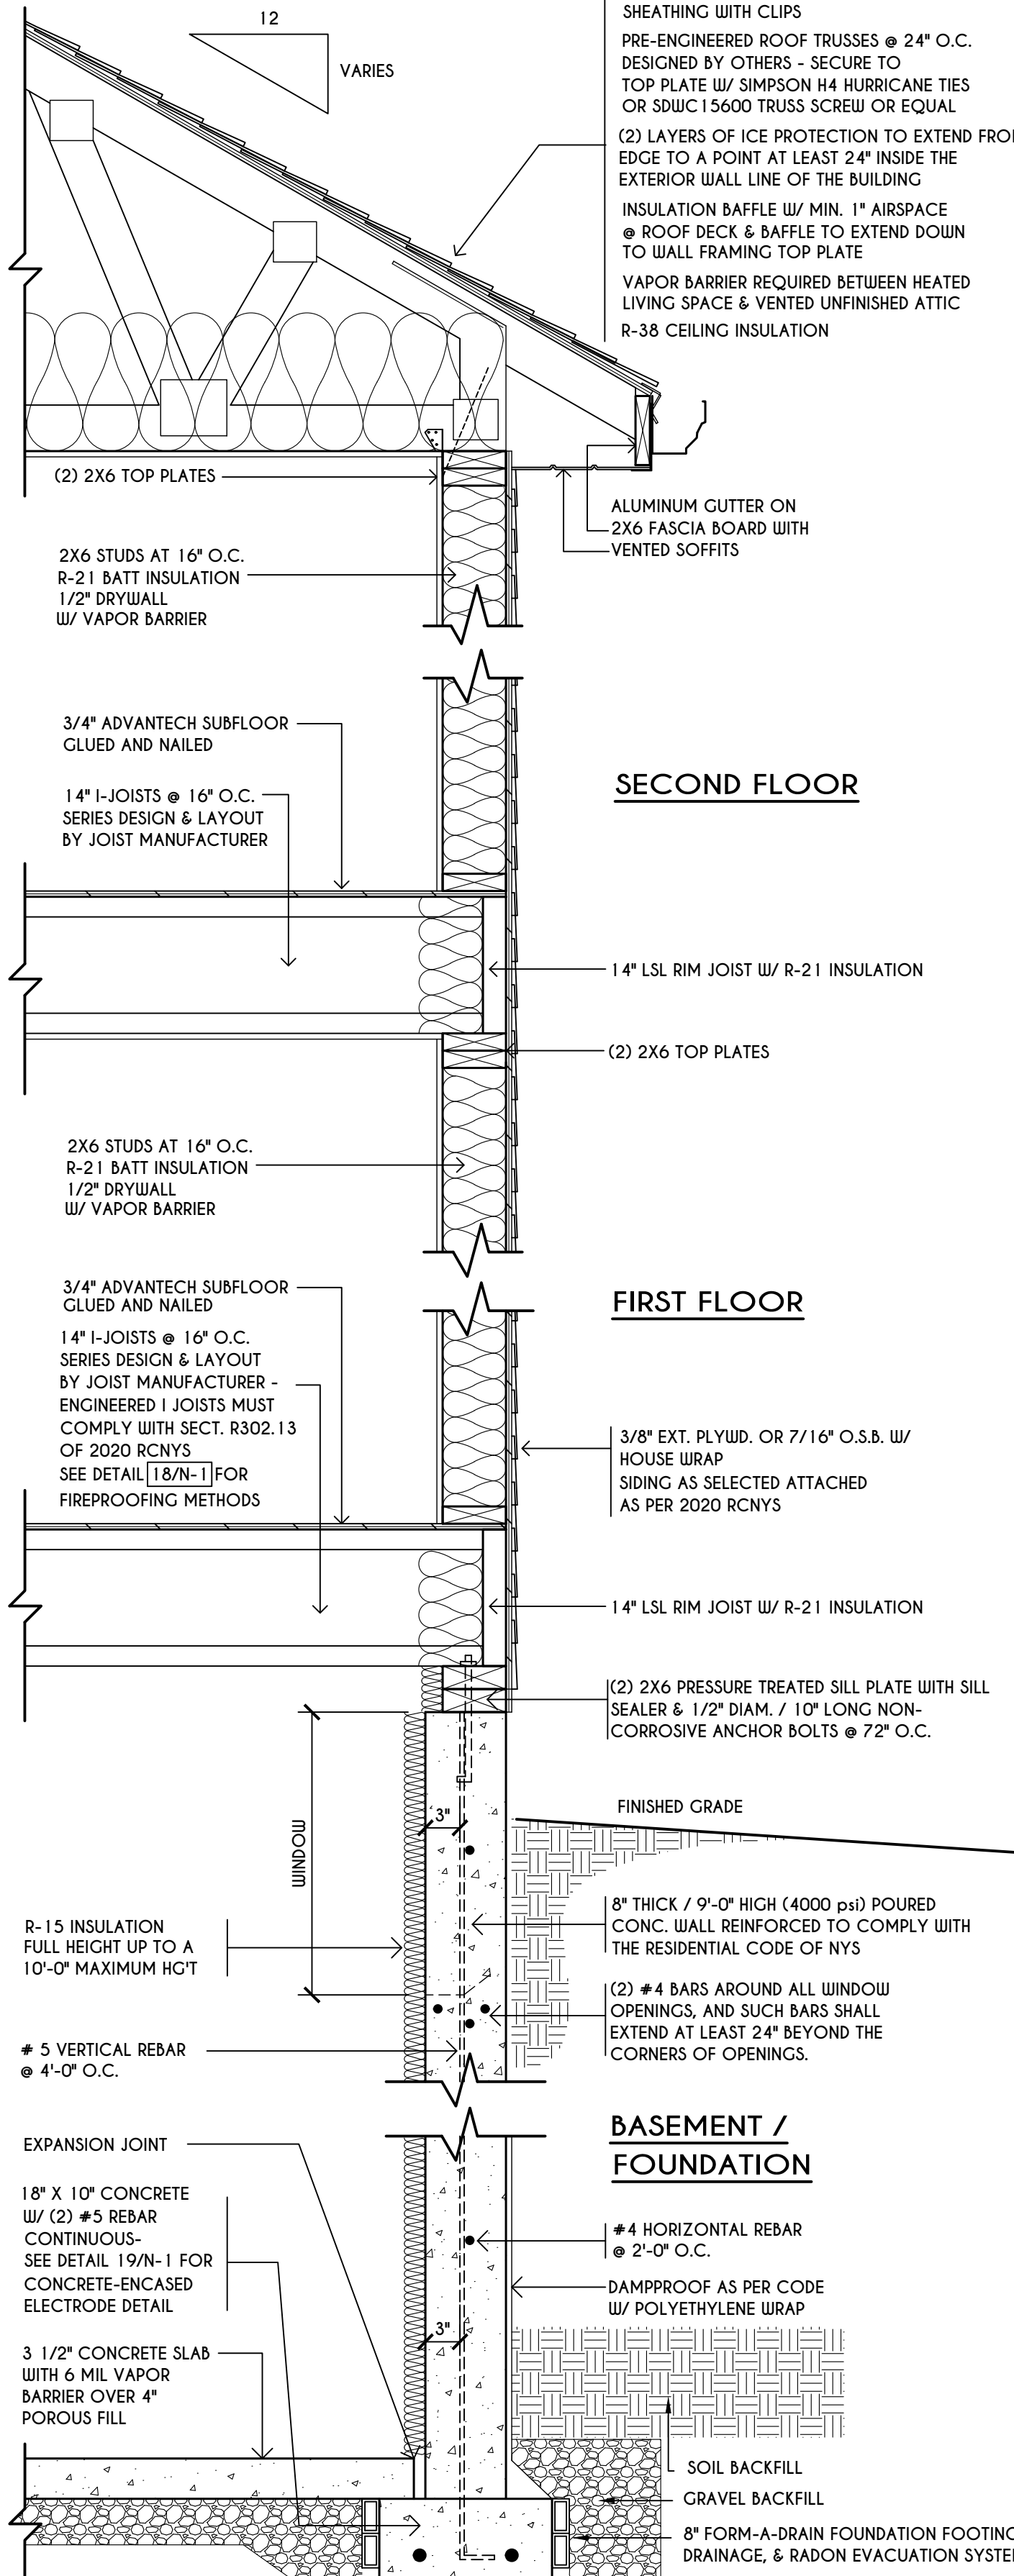 12
VARIES
SHEATHING WITH CLIPS
PRE-ENGINEERED ROOF TRUSSES @ 24" O.C.
DESIGNED BY OTHERS - SECURE TO
TOP PLATE W/ SIMPSON H4 HURRICANE TIES
OR SDWC15600 TRUSS SCREW OR EQUAL
(2) LAYERS OF ICE PROTECTION TO EXTEND
EDGE TO A POINT AT LEAST 24" INSIDE THE
EXTERIOR WALL LINE OF THE BUILDING
INSULATION BAFFLE W/ MIN. 1" AIRSPACE
@ ROOF DECK & BAFFLE TO EXTEND DOWN
TO WALL FRAMING TOP PLATE
VAPOR BARRIER REQUIRED BETWEEN HEATED
LIVING SPACE & VENTED UNFINISHED ATTIC
R-38 CEILING INSULATION
(2) 2X6 TOP PLATES
ALUMINUM GUTTER ON
2X6 FASCIA BOARD WITH
VENTED SOFFITS
2X6 STUDS AT 16" O.C.
R-21 BATT INSULATION
1/2" DRYWALL
W/ VAPOR BARRIER
3/4" ADVANTECH SUBFLOOR
GLUED AND NAILED
SECOND FLOOR
14" I-JOISTS @ 16" O.C.
SERIES DESIGN & LAYOUT
BY JOIST MANUFACTURER
14" LSL RIM JOIST W/ R-21 INSULATION
(2) 2X6 TOP PLATES
2X6 STUDS AT 16" O.C.
R-21 BATT INSULATION
1/2" DRYWALL
W/ VAPOR BARRIER
3/4" ADVANTECH SUBFLOOR
GLUED AND NAILED
FIRST FLOOR
14" I-JOISTS @ 16" O.C.
SERIES DESIGN & LAYOUT
BY JOIST MANUFACTURER -
ENGINEERED I JOISTS MUST
COMPLY WITH SECT. R302.13
OF 2020 RCNYS
SEE DETAIL 18/N-1 FOR
FIREPROOFING METHODS
3/8" EXT. PLYWD. OR 7/16" O.S.B. W/
HOUSE WRAP
SIDING AS SELECTED ATTACHED
AS PER 2020 RCNYS
14" LSL RIM JOIST W/ R-21 INSULATION
(2) 2X6 PRESSURE TREATED SILL PLATE WITH SILL
SEALER & 1/2" DIAM. / 10" LONG NON-
CORROSIVE ANCHOR BOLTS @ 72" O.C.
FINISHED GRADE
3"
WINDOW
8" THICK / 9'-0" HIGH (4000 psi) POURED
CONC. WALL REINFORCED TO COMPLY WITH
THE RESIDENTIAL CODE OF NYS
R-15 INSULATION
FULL HEIGHT UP TO A
10'-0" MAXIMUM HG'T
(2) #4 BARS AROUND ALL WINDOW
OPENINGS, AND SUCH BARS SHALL
EXTEND AT LEAST 24" BEYOND THE
CORNERS OF OPENINGS.
# 5 VERTICAL REBAR
@ 4'-0" O.C.
BASEMENT /
FOUNDATION
EXPANSION JOINT
18" X 10" CONCRETE
W/ (2) #5 REBAR
CONTINUOUS-
SEE DETAIL 19/N-1 FOR
CONCRETE-ENCASED
ELECTRODE DETAIL
#4 HORIZONTAL REBAR
@ 2'-0" O.C.
DAMPPROOF AS PER CODE
W/ POLYETHYLENE WRAP
3"
3 1/2" CONCRETE SLAB
WITH 6 MIL VAPOR
BARRIER OVER 4"
POROUS FILL
SOIL BACKFILL
GRAVEL BACKFILL
8" FORM-A-DRAIN FOUNDATION
DRAINAGE, & RADON EVACUATION